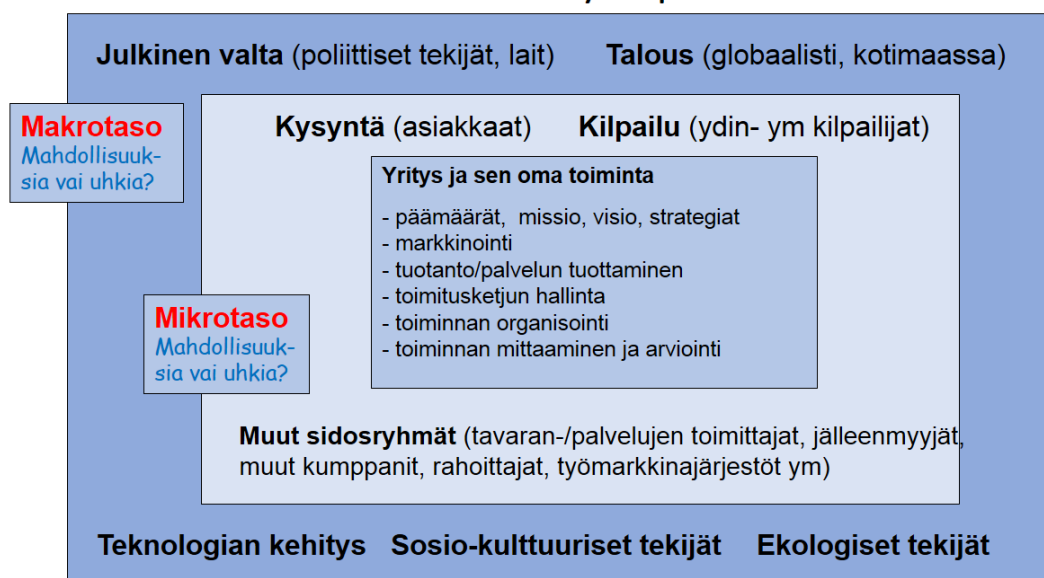 Julkinen valta (poliittiset tekijät, lait) Talous (globaalisti, kotimaassa)
Makrotaso
Mahdollisuuk-
sia vai uhkia?
Kysyntä (asiakkaat) Kilpailu (ydin- ym kilpailijat)
Yritys ja sen oma toiminta
- päämäärät, missio, visio, strategiat
- markkinointi
- tuotanto/palvelun tuottaminen
- toimitusketjun hallinta
- toiminnan organisointi
- toiminnan mittaaminen ja arviointi
Mikrotaso
Mahdollisuuk-
sia vai uhkia?
Muut sidosryhmät (tavaran-/palvelujen toimittajat, jälleenmyyjät,
muut kumppanit, rahoittajat, työmarkkinajärjestöt ym)
Teknologian kehitys Sosio-kulttuuriset tekijät Ekologiset tekijät